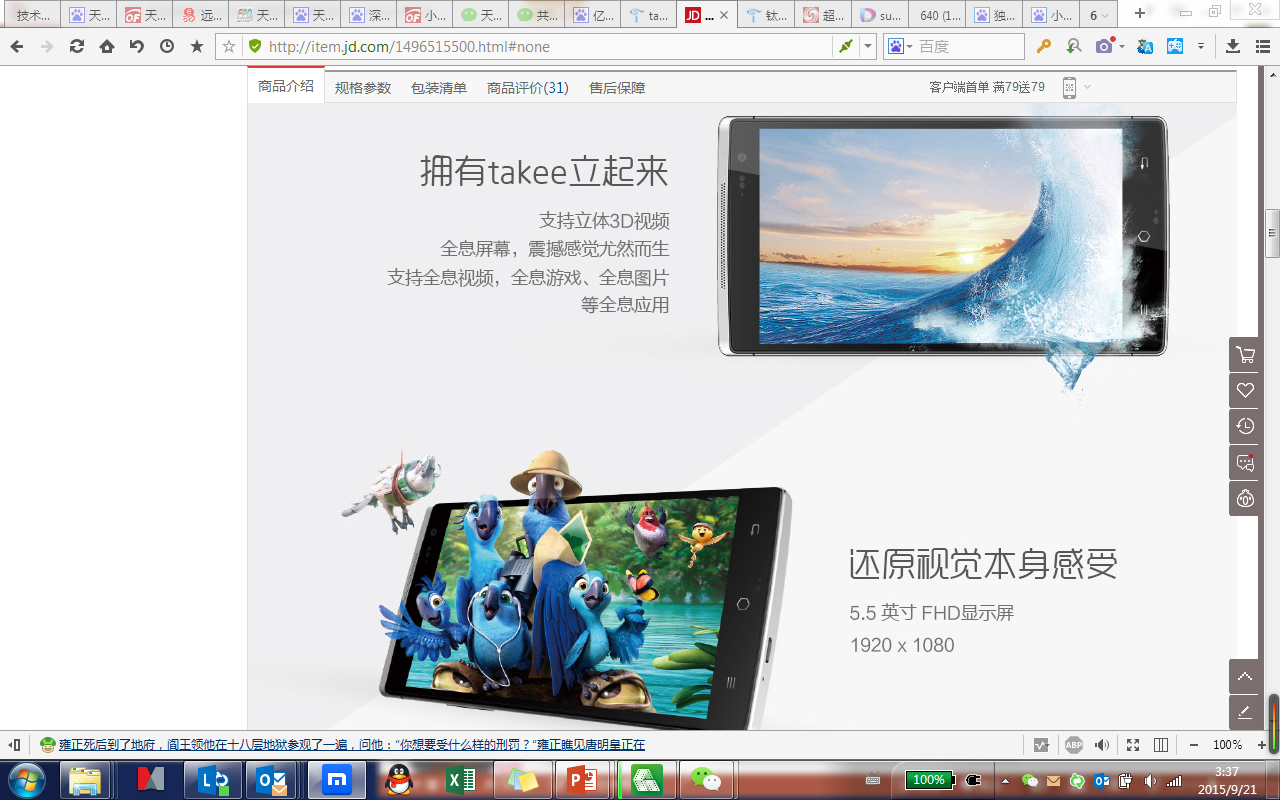 技术...
天...
天...
远...
天...
天...
深...
小...
天...
共...
亿...
ta...
JD
...
钛...
超...
su...
640 (1...
独...
小...
6
http://item.jd.com/1496515500.html#none
百度
商品介绍
规格参数
包装清单
商品评价(31)
售后保障
客户端首单 满79送79
拥有takee立起来
支持立体3D视频
全息屏幕，震撼感觉尤然而生
支持全息视频，全息游戏、全息图片
等全息应用
还原视觉本身感受
5.5 英寸 FHD显示屏
1920 x 1080
雍正死后到了地府，阎王领他在十八层地狱参观了一遍，问他：“你想要受什么样的刑罚？”雍正瞧见唐明皇正在
ABP
100%
100%
3:37
2015/9/21